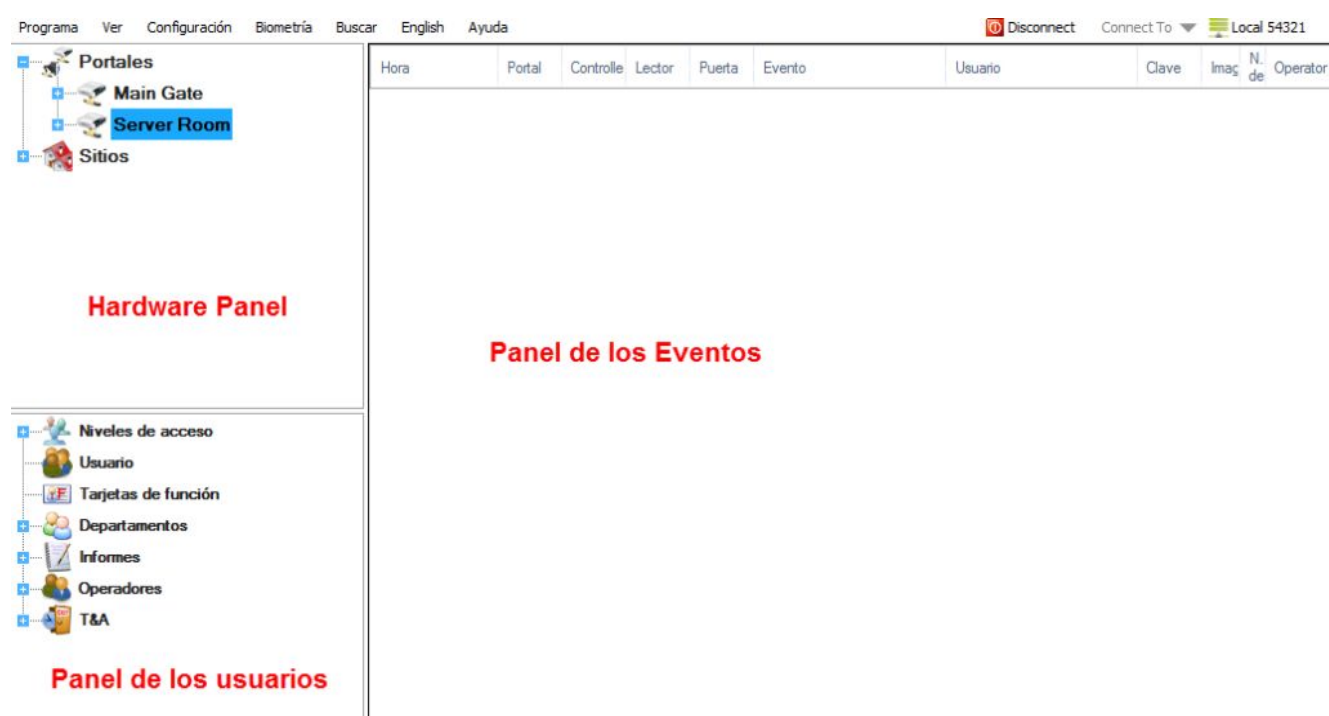 Programa Ver Configuración Biometría Buscar English Ayuda Disconnect Connect To Local 54321
Portales
Main Gate
Server Room
Sitios
Hardware Panel
Niveles de acceso
Usuario
Tarjetas de función
Departamentos
Informes
Operadores
T&A
Panel de los usuarios
Hora Portal Controlle Lector Puerta Evento Usuario Clave Imag N. de Operator
Panel de los Eventos